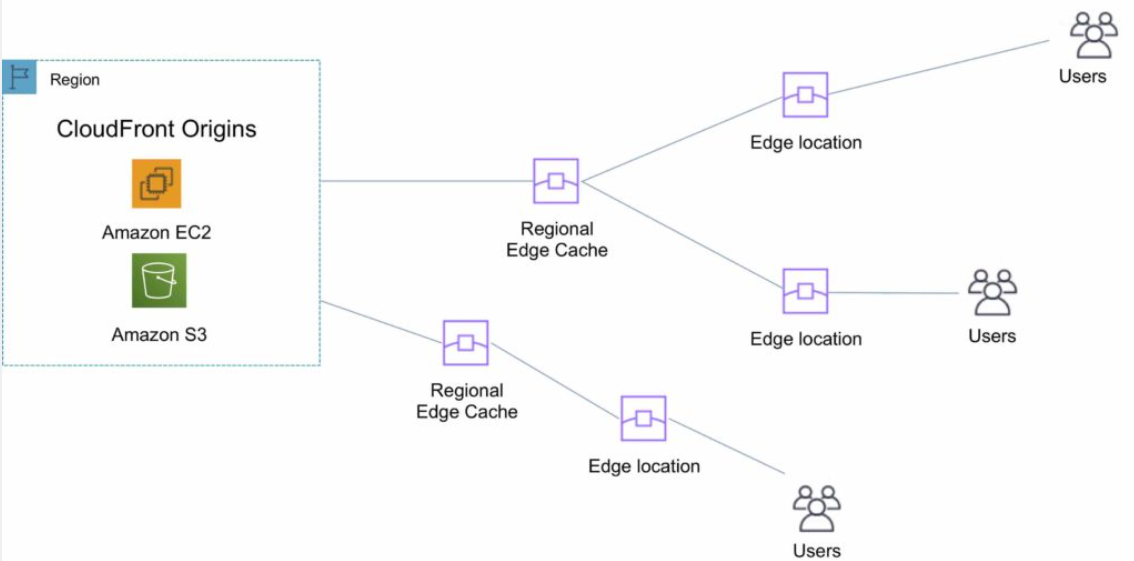 Region
CloudFront Origins
Amazon EC2
Amazon S3
Regional
Edge Cache
Regional
Edge Cache
Edge location
Users
Edge location
Users
Edge location
Users